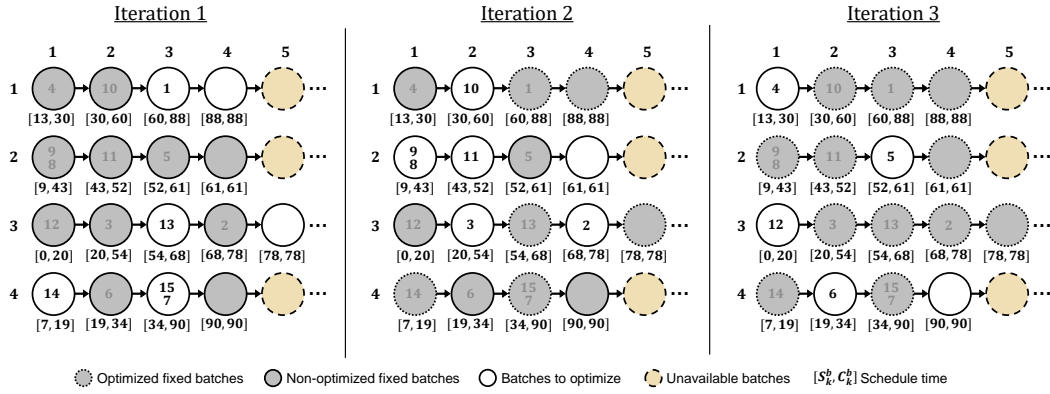 Iteration 1
1 2 3 4 5
1 4 10 1 ...
[13, 30] [30, 60] [60, 88] [88, 88]
2 9 8 11 5
[9, 43] [43, 52] [52, 61] [61, 61]
3 12 3 13 2 ...
[0, 20] [20, 54] [54, 68] [68, 78] [78, 78]
4 14 6 15 7 ...
[7, 19] [19, 34] [34, 90] [90, 90]
Iteration 2
1 2 3 4 5
1 4 10 1 ...
[13, 30] [30, 60] [60, 88] [88, 88]
2 9 8 11 5
[9, 43] [43, 52] [52, 61] [61, 61]
3 12 3 13 2 ...
[0, 20] [20, 54] [54, 68] [68, 78] [78, 78]
4 14 6 15 7 ...
[7, 19] [19, 34] [34, 90] [90, 90]
Iteration 3
1 2 3 4 5
1 4 10 1 ...
[13, 30] [30, 60] [60, 88] [88, 88]
2 9 8 11 5
[9, 43] [43, 52] [52, 61] [61, 61]
3 12 3 13 2 ...
[0, 20] [20, 54] [54, 68] [68, 78] [78, 78]
4 14 6 15 7 ...
[7, 19] [19, 34] [34, 90] [90, 90]
Optimized fixed batches Non-optimized fixed batches Batches to optimize Unavailable batches [S_k^b, C_k^b] Schedule time